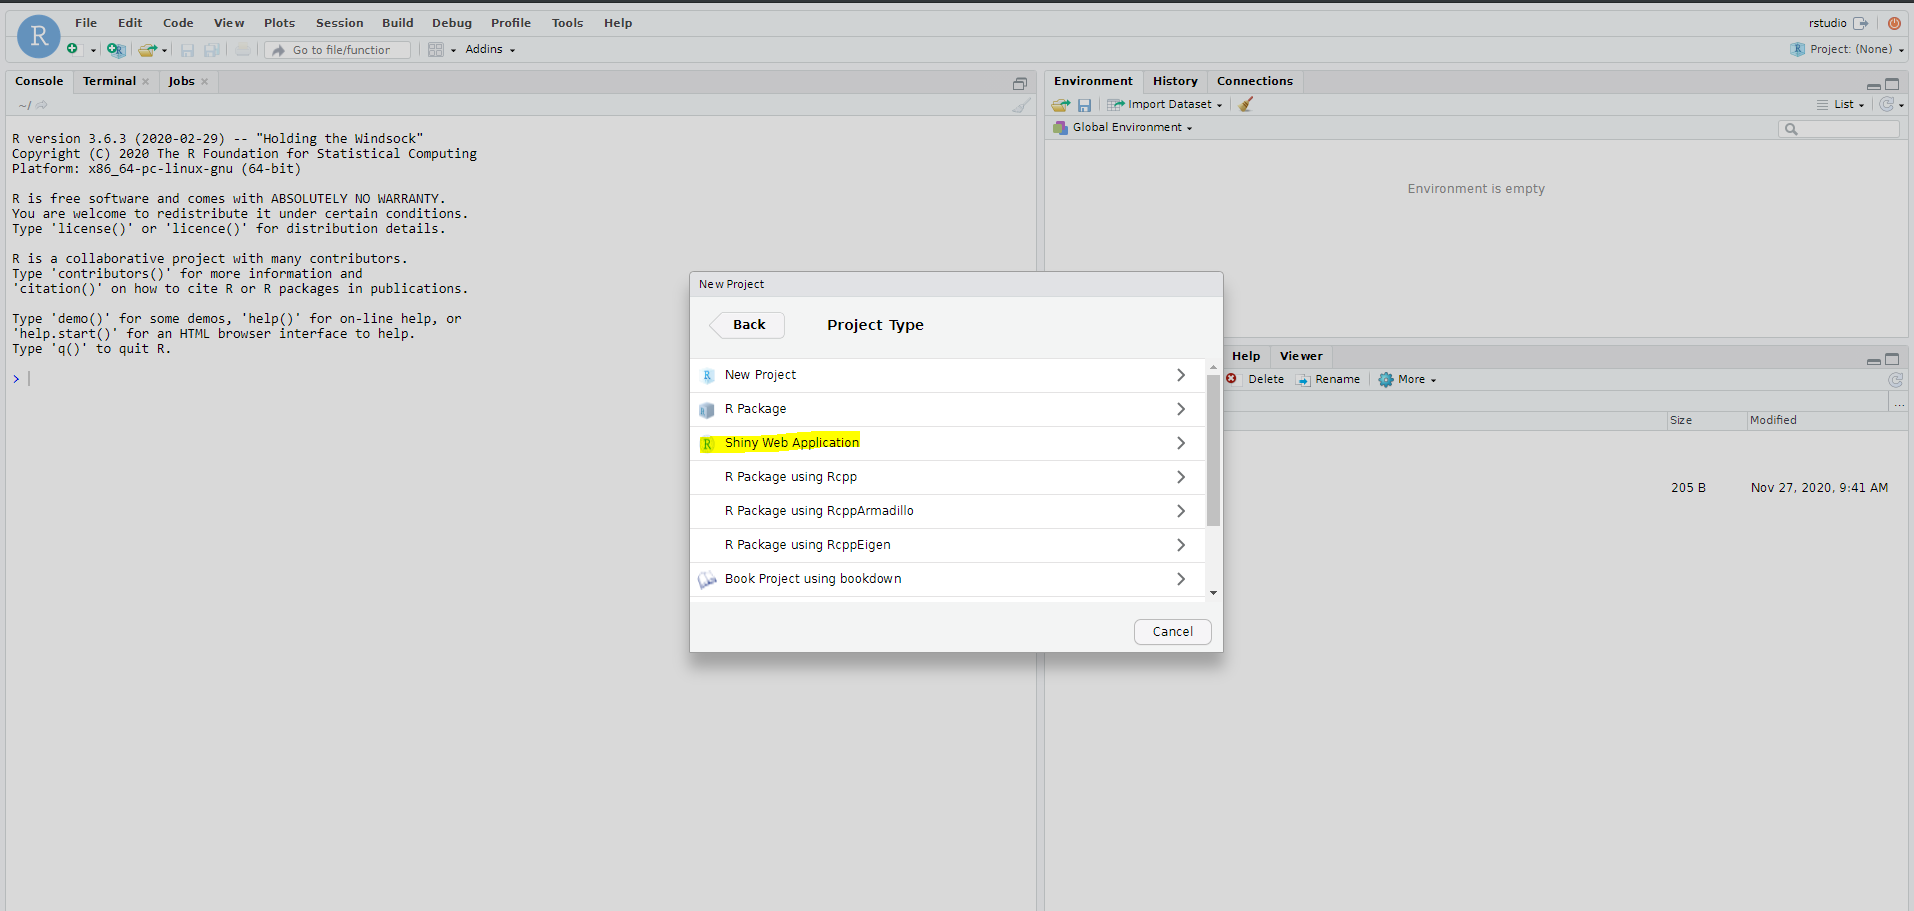 R
File Edit Code View Plots Session Build Debug Profile Tools Help
rstudio
Go to file/function
Addins
Project: (None)
Console Terminal Jobs
~/
R version 3.6.3 (2020-02-29) -- "Holding the Windsock"
Copyright (C) 2020 The R Foundation for Statistical Computing
Platform: x86_64-pc-linux-gnu (64-bit)
R is free software and comes with ABSOLUTELY NO WARRANTY.
You are welcome to redistribute it under certain conditions.
Type 'license()' or 'licence()' for distribution details.
R is a collaborative project with many contributors.
Type 'contributors()' for more information and
'citation()' on how to cite R or R packages in publications.
Type 'demo()' for some demos, 'help()' for on-line help, or
'help.start()' for an HTML browser interface to help.
Type 'q()' to quit R.
>
Environment History Connections
Import Dataset
List
Global Environment
Environment is empty
New Project
Back
Project Type
New Project
R Package
Shiny Web Application
R Package using Rcpp
R Package using RcppArmadillo
R Package using RcppEigen
Book Project using bookdown
Cancel
Help Viewer
Delete Rename More
...
Size Modified
205 B Nov 27, 2020, 9:41 AM